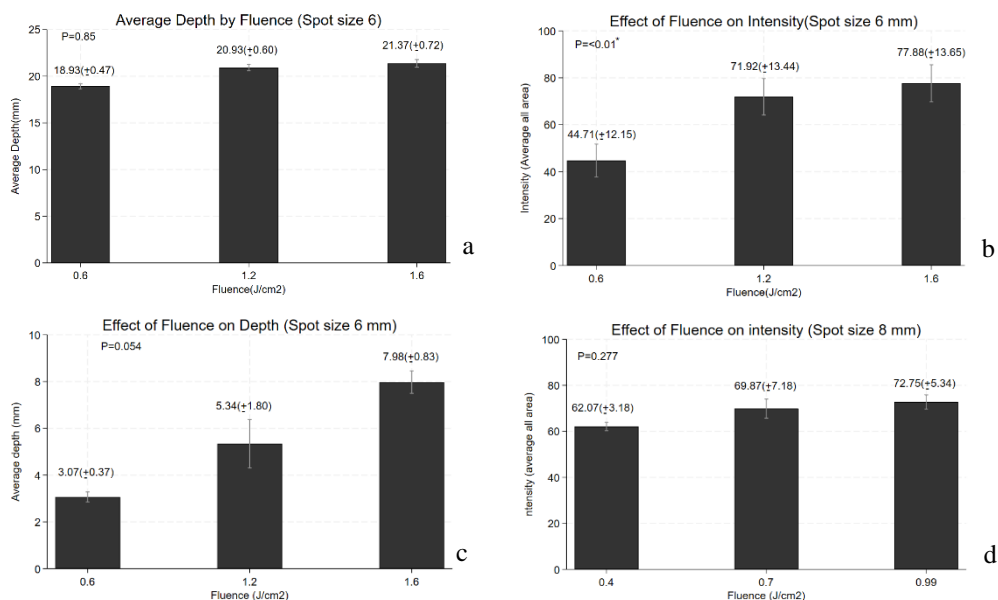 Average Depth by Fluence (Spot size 6)
P=0.85
18.93(±0.47)
20.93(±0.60)
21.37(±0.72)
25
20
15
10
5
0
Average Depth(mm)
0.6
1.2
1.6
Fluence(J/cm2)
a
Effect of Fluence on Intensity(Spot size 6 mm)
P=<0.01*
44.71(±12.15)
71.92(±13.44)
77.88(±13.65)
100
80
60
40
20
0
Intensity (Average all area)
0.6
1.2
1.6
Fluence(J/cm2)
b
Effect of Fluence on Depth (Spot size 6 mm)
P=0.054
3.07(±0.37)
5.34(±1.80)
7.98(±0.83)
10
8
6
4
2
0
Average depth (mm)
0.6
1.2
1.6
Fluence (J/cm2)
c
Effect of Fluence on intensity (Spot size 8 mm)
P=0.277
62.07(±3.18)
69.87(±7.18)
72.75(±5.34)
100
80
60
40
20
0
ntensity (average all area)
0.4
0.7
0.99
Fluence (J/cm2)
d